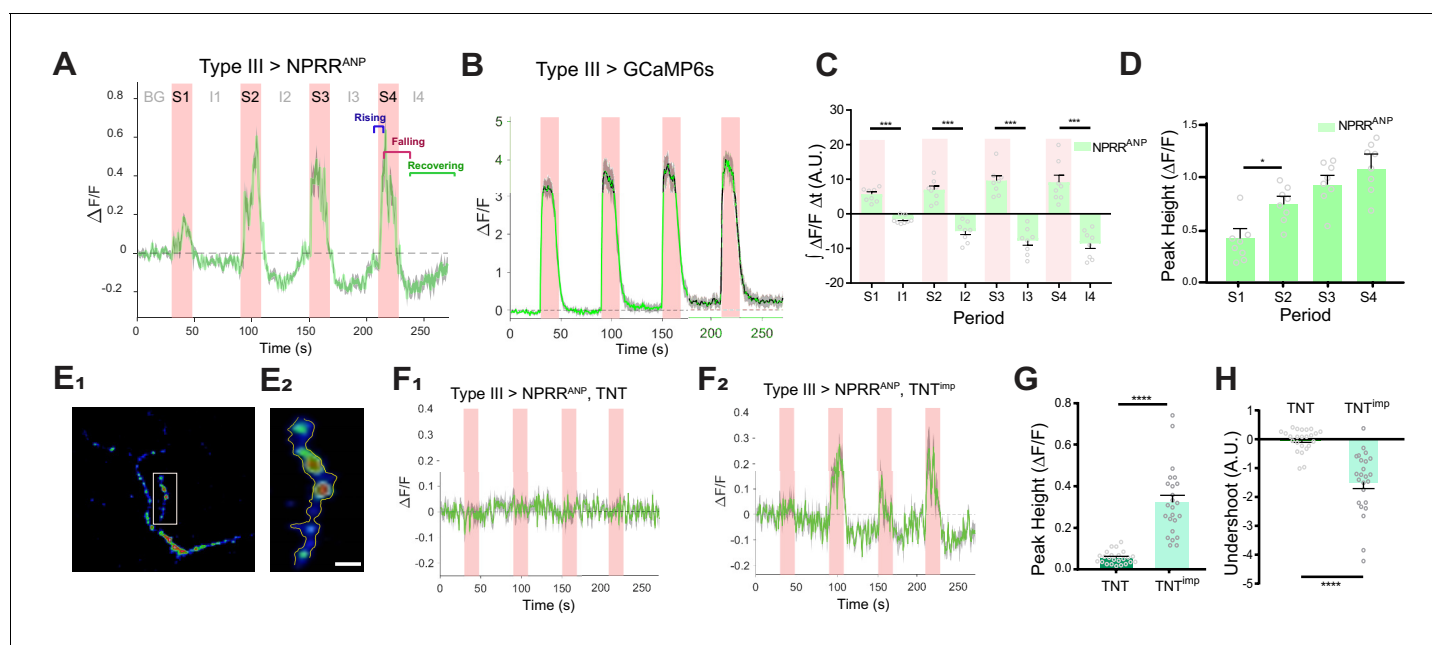 A
Type III > NPRR^ANP
BG S1 I1 S2 I2 S3 I3 S4 I4
Rising
Falling
Recovering
0.8
0.6
0.4
0.2
0
-0.2
ΔF/F
0 50 100 150 200 250
Time (s)
B
Type III > GCaMP6s
5
4
3
2
1
0
ΔF/F
0 50 100 150 200 250
Time (s)
C
*** *** *** ***
NPRR^ANP
20
10
0
-10
-20
∫ ΔF/F Δt (A.U.)
S1 I1 S2 I2 S3 I3 S4 I4
Period
D
NPRR^ANP
*
1.5
1.0
0.5
0.0
Peak Height (ΔF/F)
S1 S2 S3 S4
Period
E₁
E₂
F₁
Type III > NPRR^ANP, TNT
0.4
0.3
0.2
0.1
0
-0.1
-0.2
ΔF/F
0 50 100 150 200 250
Time (s)
F₂
Type III > NPRR^ANP, TNT^imp
0.4
0.3
0.2
0.1
0
-0.1
-0.2
ΔF/F
0 50 100 150 200 250
Time (s)
G
****
0.8
0.6
0.4
0.2
0.0
Peak Height (ΔF/F)
TNT TNT^imp
H
TNT TNT^imp
1
0
-1
-2
-3
-4
-5
Undershoot (A.U.)
****